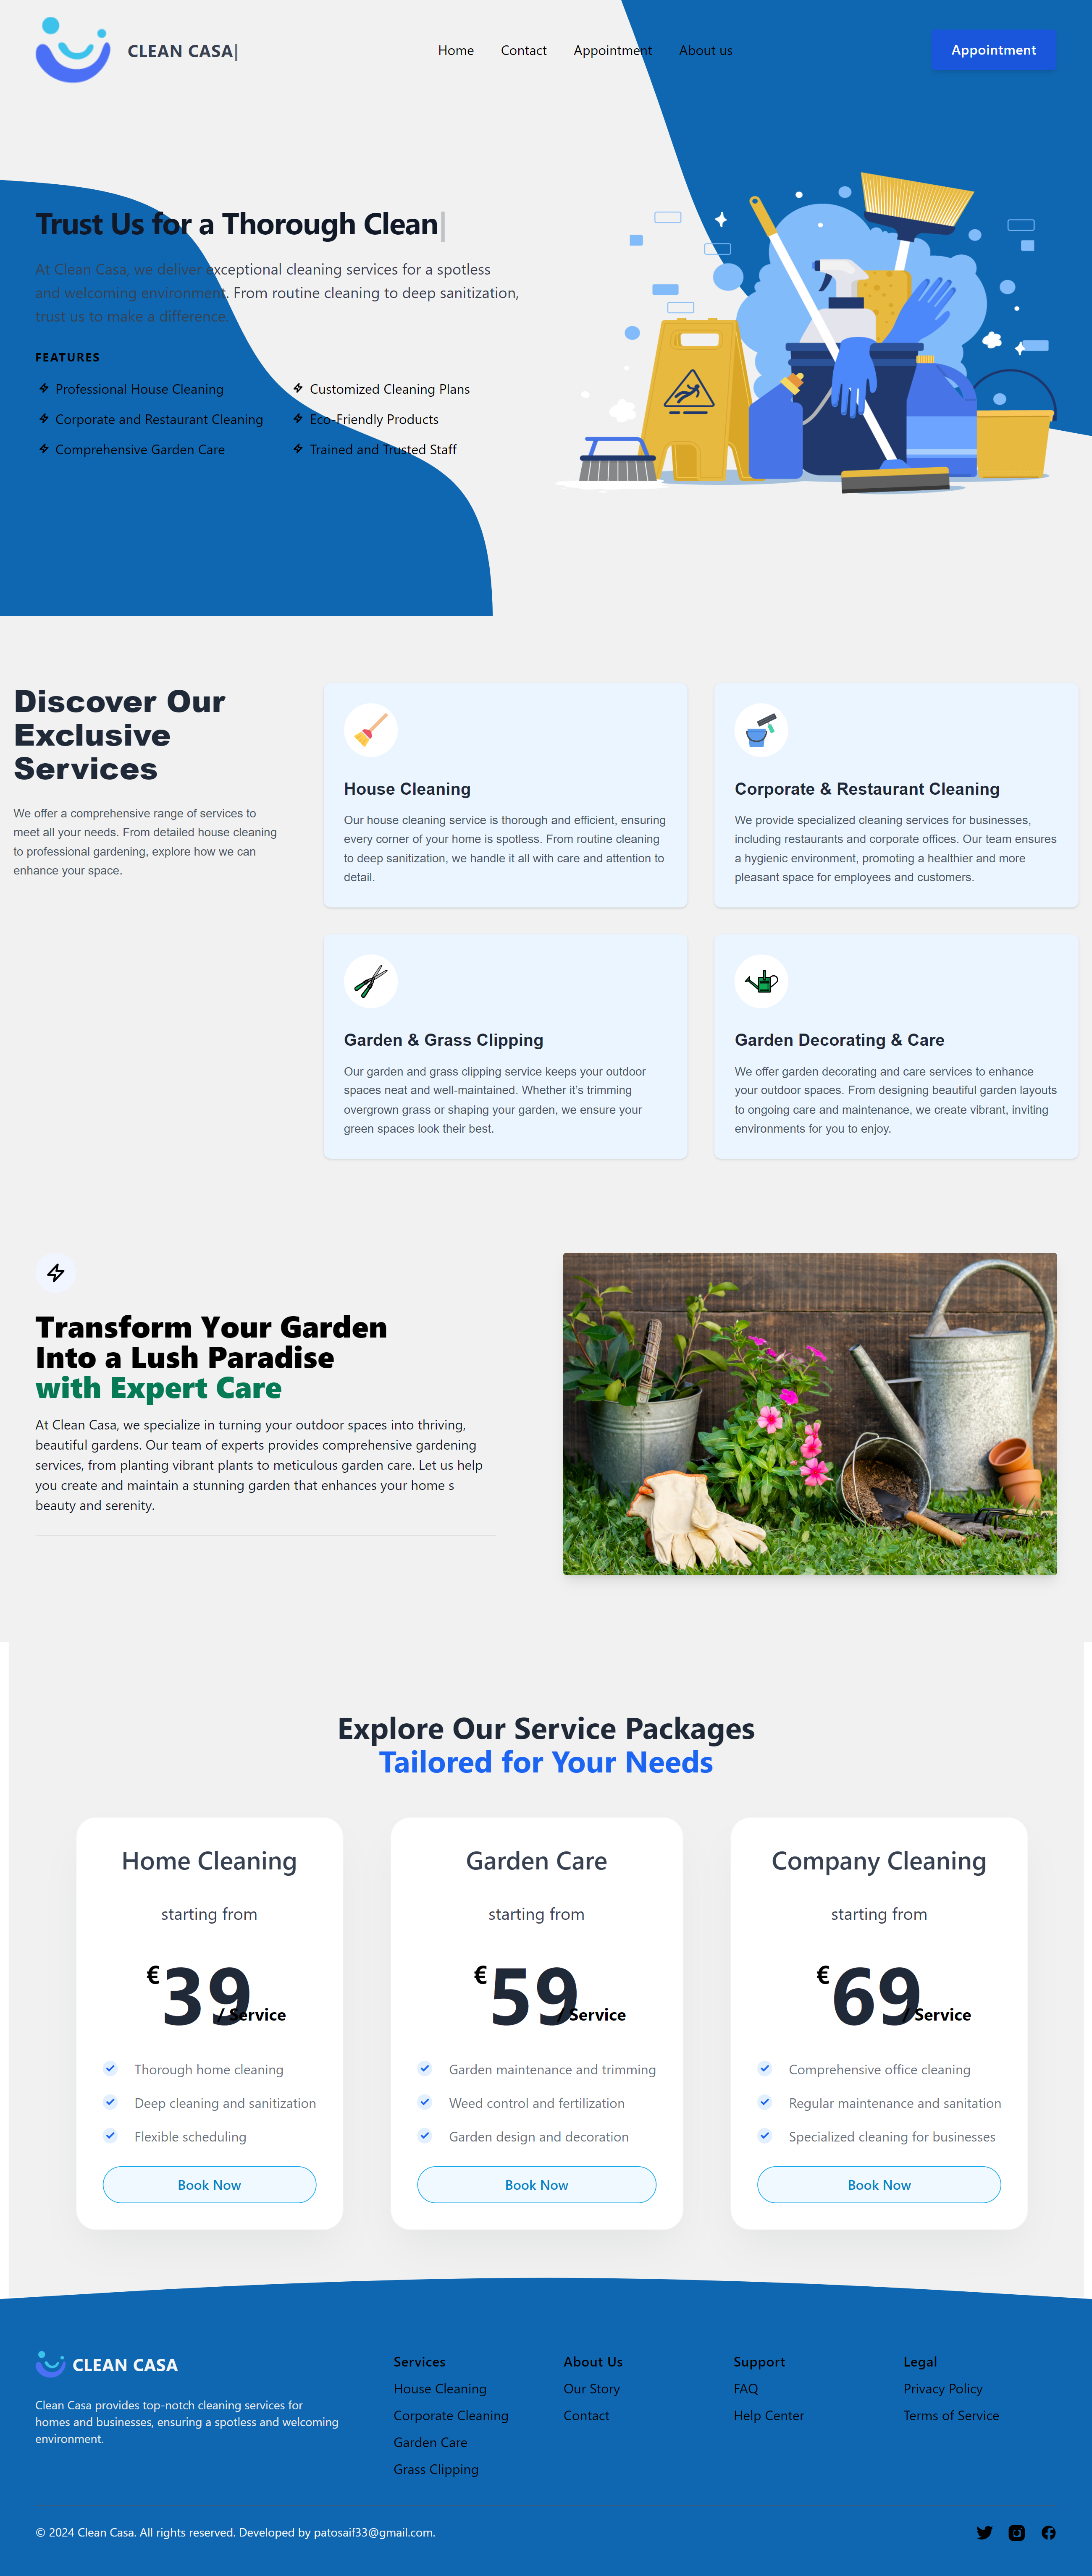 CLEAN CASA|
Home
Contact
Appointment
About us
Appointment
Trust Us for a Thorough Clean|
At Clean Casa, we deliver exceptional cleaning services for a spotless
and welcoming environment. From routine cleaning to deep sanitization,
trust us to make a difference.
FEATURES
Professional House Cleaning
Customized Cleaning Plans
Corporate and Restaurant Cleaning
Eco-Friendly Products
Comprehensive Garden Care
Trained and Trusted Staff
Discover Our
Exclusive
Services
We offer a comprehensive range of services to
meet all your needs. From detailed house cleaning
to professional gardening, explore how we can
enhance your space.
House Cleaning
Our house cleaning service is thorough and efficient, ensuring
every corner of your home is spotless. From routine cleaning
to deep sanitization, we handle it all with care and attention to
detail.
Corporate & Restaurant Cleaning
We provide specialized cleaning services for businesses,
including restaurants and corporate offices. Our team ensures
a hygienic environment, promoting a healthier and more
pleasant space for employees and customers.
Garden & Grass Clipping
Our garden and grass clipping service keeps your outdoor
spaces neat and well-maintained. Whether it's trimming
overgrown grass or shaping your garden, we ensure your
green spaces look their best.
Garden Decorating & Care
We offer garden decorating and care services to enhance
your outdoor spaces. From designing beautiful garden layouts
to ongoing care and maintenance, we create vibrant, inviting
environments for you to enjoy.
Transform Your Garden
Into a Lush Paradise
with Expert Care
At Clean Casa, we specialize in turning your outdoor spaces into thriving,
beautiful gardens. Our team of experts provides comprehensive gardening
services, from planting vibrant plants to meticulous garden care. Let us help
you create and maintain a stunning garden that enhances your home s
beauty and serenity.
Explore Our Service Packages
Tailored for Your Needs
Home Cleaning
starting from
€39
/ Service
Thorough home cleaning
Deep cleaning and sanitization
Flexible scheduling
Book Now
Garden Care
starting from
€59
/ Service
Garden maintenance and trimming
Weed control and fertilization
Garden design and decoration
Book Now
Company Cleaning
starting from
€69
/ Service
Comprehensive office cleaning
Regular maintenance and sanitation
Specialized cleaning for businesses
Book Now
CLEAN CASA
Clean Casa provides top-notch cleaning services for
homes and businesses, ensuring a spotless and welcoming
environment.
Services
House Cleaning
Corporate Cleaning
Garden Care
Grass Clipping
About Us
Our Story
Contact
Support
FAQ
Help Center
Legal
Privacy Policy
Terms of Service
© 2024 Clean Casa. All rights reserved. Developed by patosaif33@gmail.com.